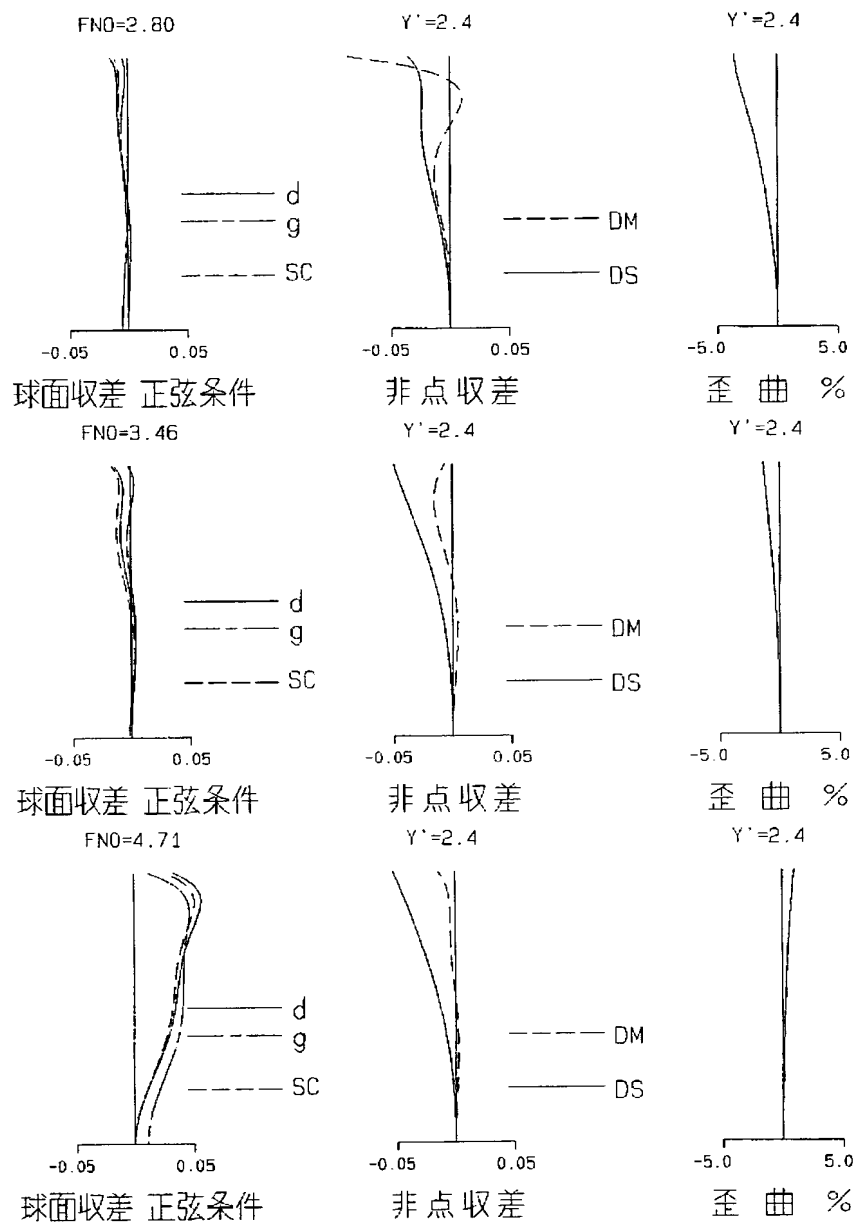 FNO=2.80
Y'=2.4
Y'=2.4
d
g
SC
DM
DS
-0.05 0.05
-0.05 0.05
-5.0 5.0
球面収差 正弦条件
非点収差
歪曲 %
FNO=3.46
Y'=2.4
Y'=2.4
d
g
SC
DM
DS
-0.05 0.05
-0.05 0.05
-5.0 5.0
球面収差 正弦条件
非点収差
歪曲 %
FNO=4.71
Y'=2.4
Y'=2.4
d
g
SC
DM
DS
-0.05 0.05
-0.05 0.05
-5.0 5.0
球面収差 正弦条件
非点収差
歪曲 %